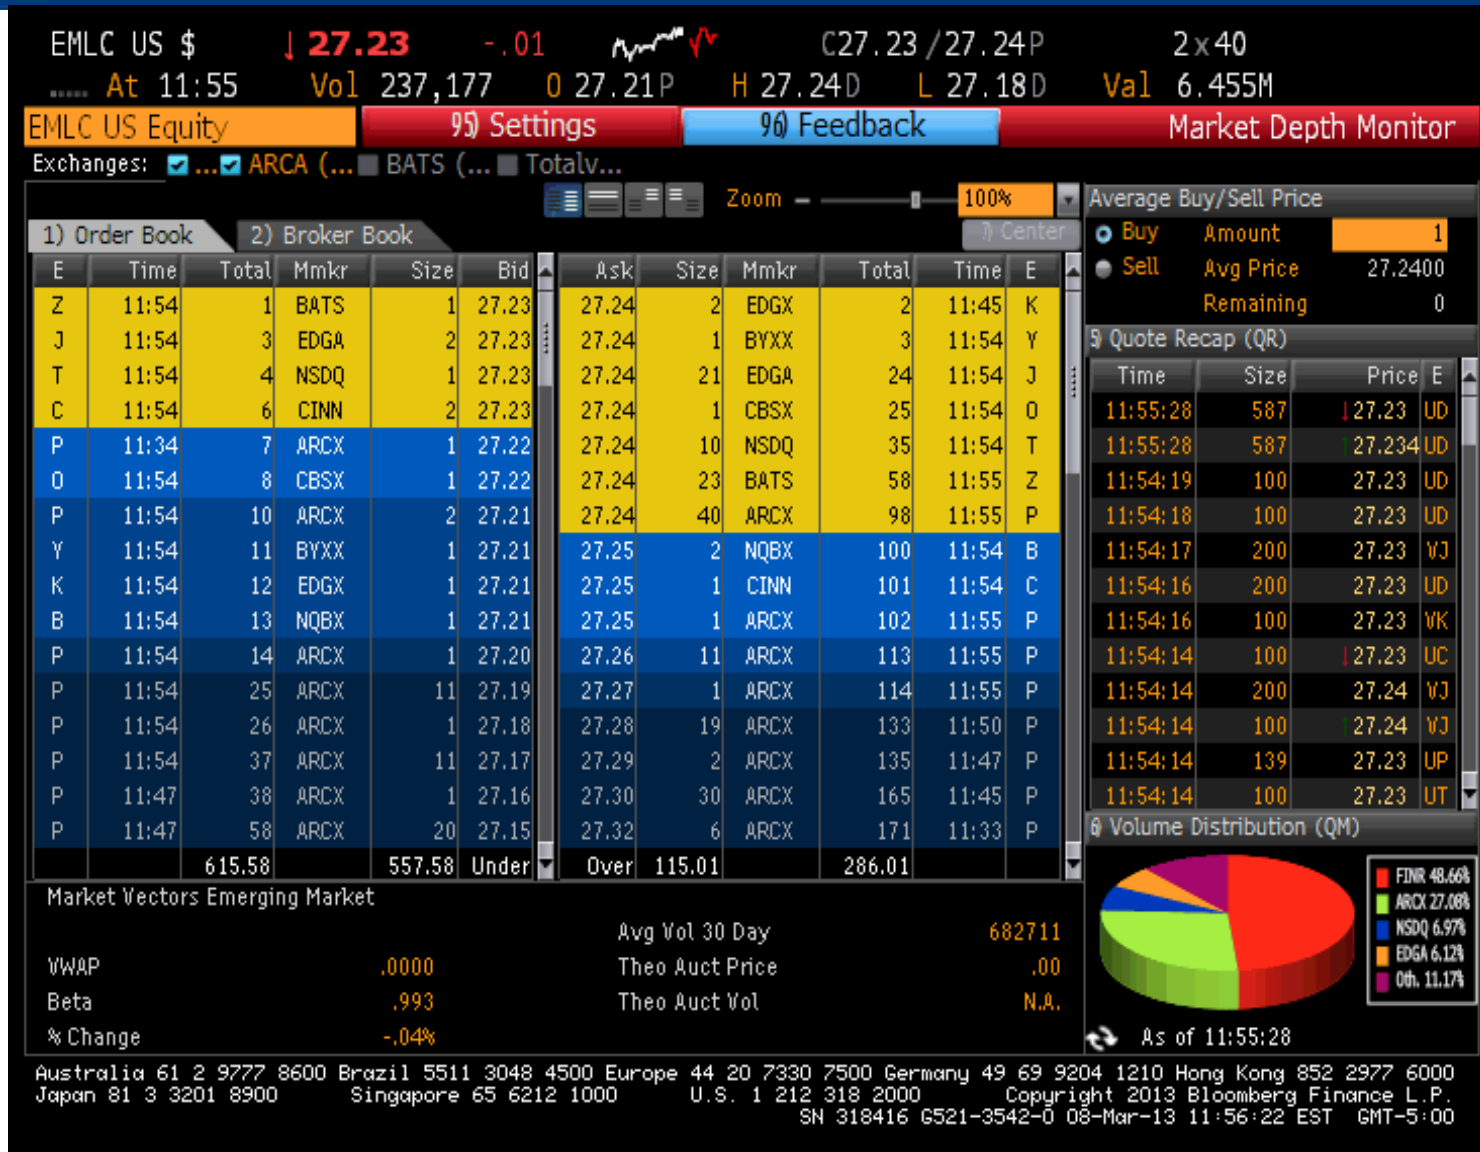 EMLC US $ ↓ 27.23 -.01 C27.23 /27.24P 2×40
..... At 11:55 Vol 237,177 O 27.21P H 27.24D L 27.18D Val 6.455M
EMLC US Equity 95) Settings 96) Feedback Market Depth Monitor
Exchanges: ... ARCA (... BATS (... Totalv...
Zoom 100% Average Buy/Sell Price
1) Order Book 2) Broker Book 7) Center Buy Amount 1
E Time Total Mmkr Size Bid Ask Size Mmkr Total Time E Sell Avg Price 27.2400
Z 11:54 1 BATS 1 27.23 27.24 2 EDGX 2 11:45 K Remaining 0
J 11:54 3 EDGA 2 27.23 27.24 1 BYXX 3 11:54 Y 5) Quote Recap (QR)
T 11:54 4 NSDQ 1 27.23 27.24 21 EDGA 24 11:54 J Time Size Price E
C 11:54 6 CINN 2 27.23 27.24 1 CBSX 25 11:54 O 11:55:28 587 ↓27.23 UD
P 11:34 7 ARCX 1 27.22 27.24 10 NSDQ 35 11:54 T 11:55:28 587 ↑27.234 UD
O 11:54 8 CBSX 1 27.22 27.24 23 BATS 58 11:55 Z 11:54:19 100 27.23 UD
P 11:54 10 ARCX 2 27.21 27.24 40 ARCX 98 11:55 P 11:54:18 100 27.23 UD
Y 11:54 11 BYXX 1 27.21 27.25 2 NQBX 100 11:54 B 11:54:17 200 27.23 VJ
K 11:54 12 EDGX 1 27.21 27.25 1 CINN 101 11:54 C 11:54:16 200 27.23 UD
B 11:54 13 NQBX 1 27.21 27.25 1 ARCX 102 11:55 P 11:54:16 100 27.23 VK
P 11:54 14 ARCX 1 27.20 27.26 11 ARCX 113 11:55 P 11:54:14 100 ↓27.23 UC
P 11:54 25 ARCX 11 27.19 27.27 1 ARCX 114 11:55 P 11:54:14 200 27.24 VJ
P 11:54 26 ARCX 1 27.18 27.28 19 ARCX 133 11:50 P 11:54:14 100 ↑27.24 VJ
P 11:54 37 ARCX 11 27.17 27.29 2 ARCX 135 11:47 P 11:54:14 139 27.23 UP
P 11:47 38 ARCX 1 27.16 27.30 30 ARCX 165 11:45 P 11:54:14 100 27.23 UT
P 11:47 58 ARCX 20 27.15 27.32 6 ARCX 171 11:33 P 6) Volume Distribution (QM)
615.58 557.58 Under Over 115.01 286.01
FINR 48.66%
Market Vectors Emerging Market ARCX 27.08%
Avg Vol 30 Day 682711 NSDQ 6.97%
VWAP .0000 Theo Auct Price .00 EDGA 6.12%
Beta .993 Theo Auct Vol N.A. Oth. 11.17%
% Change -.04% As of 11:55:28
Australia 61 2 9777 8600 Brazil 5511 3048 4500 Europe 44 20 7330 7500 Germany 49 69 9204 1210 Hong Kong 852 2977 6000
Japan 81 3 3201 8900 Singapore 65 6212 1000 U.S. 1 212 318 2000 Copyright 2013 Bloomberg Finance L.P.
SN 318416 G521-3542-0 08-Mar-13 11:56:22 EST GMT-5:00